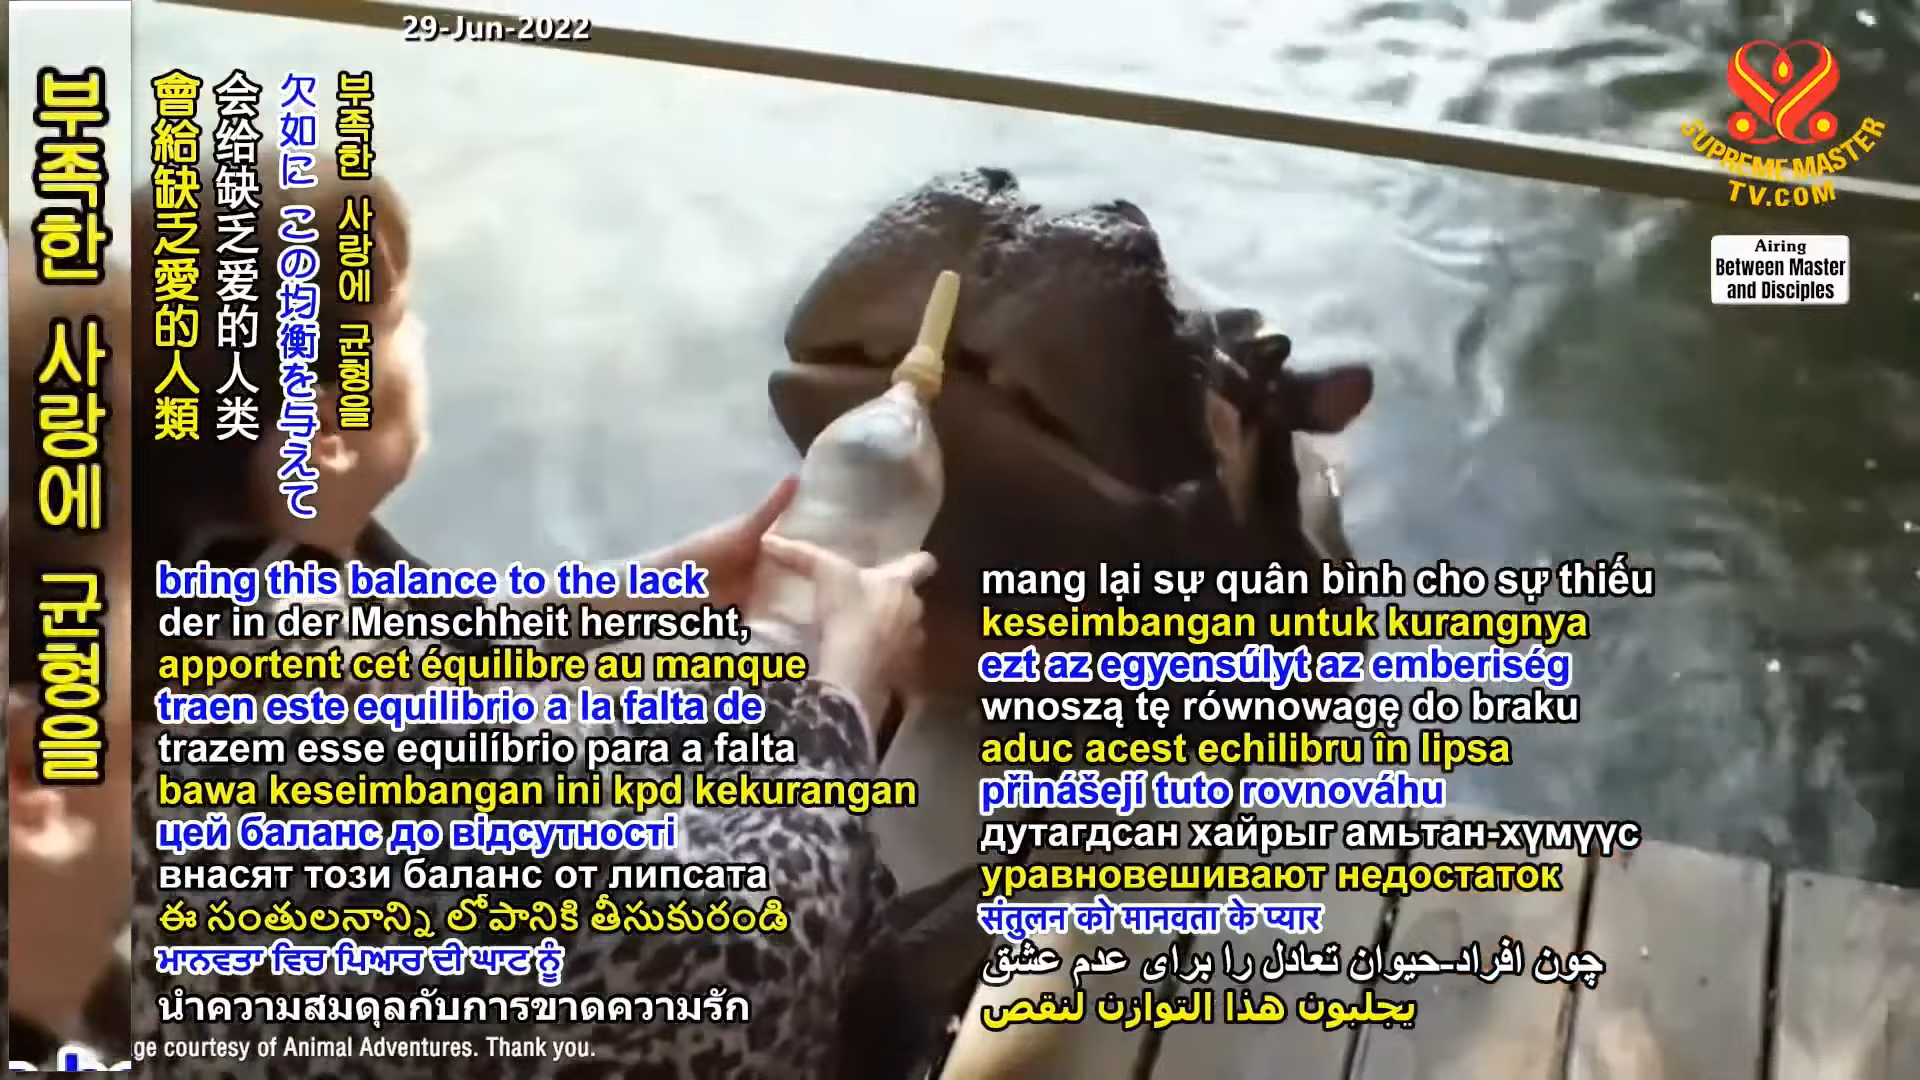 29-Jun-2022
SUPREME MASTER
TV.COM
Airing
Between Master
and Disciples
부족한 사랑에 균형을
會給缺乏愛的人類
会给缺乏爱的人类
欠如に この均衡を与えて
부족한 사랑에 균형을
bring this balance to the lack
der in der Menschheit herrscht,
apportent cet équilibre au manque
traen este equilibrio a la falta de
trazem esse equilíbrio para a falta
bawa keseimbangan ini kpd kekurangan
цей баланс до відсутності
внасят този баланс от липсата
ఈ సంతులనాన్ని లోపానికి తీసుకురండి
ਮਾਨਵਤਾ ਵਿਚ ਪਿਆਰ ਦੀ ਘਾਟ ਨੂੰ
นำความสมดุลกับการขาดความรัก
mang lại sự quân bình cho sự thiếu
keseimbangan untuk kurangnya
ezt az egyensúlyt az emberiség
wnoszą tę równowagę do braku
aduc acest echilibru în lipsa
přinášejí tuto rovnováhu
дутагдсан хайрыг амьтан-хүмүүс
уравновешивают недостаток
संतुलन को मानवता के प्यार
چون افراد-حیوان تعادل را برای عدم عشق
يجلبون هذا التوازن لنقص
courtesy of Animal Adventures. Thank you.